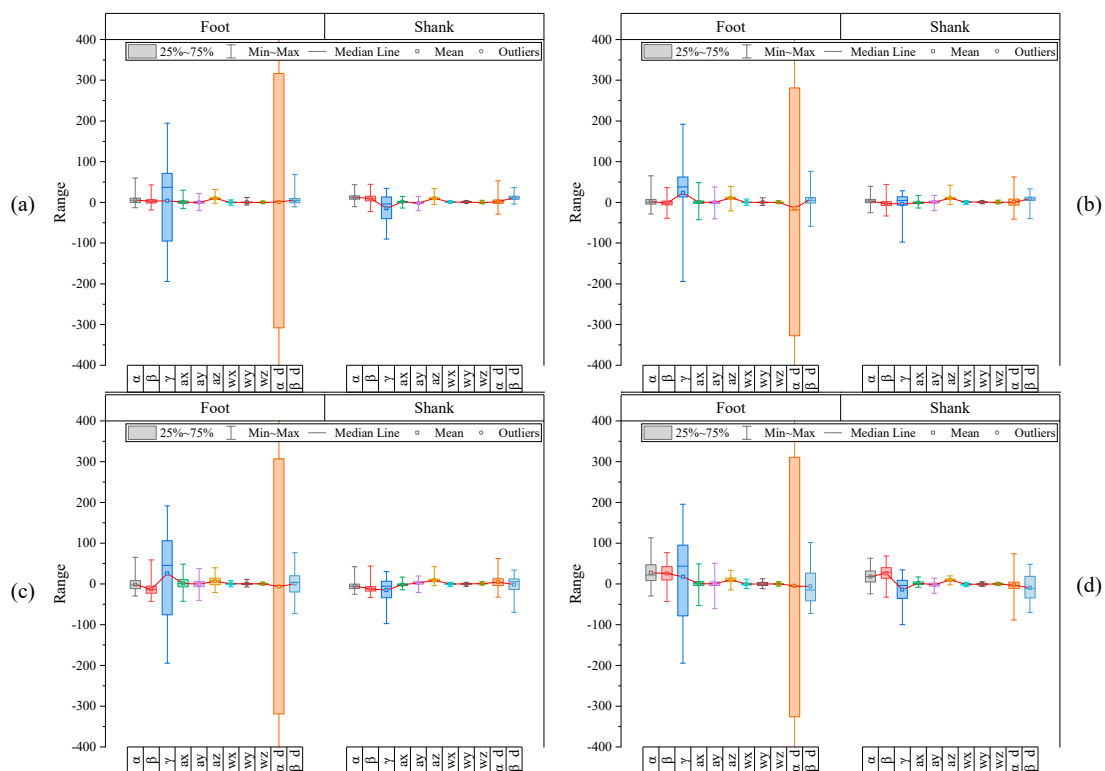 Foot Shank
25%~75% Min~Max Median Line Mean Outliers
400
300
200
100
0
-100
-200
-300
-400
Range
(a)
α β γ ax ay az wx wy wz α d β d α β γ ax ay az wx wy wz α d β d
Foot Shank
25%~75% Min~Max Median Line Mean Outliers
400
300
200
100
0
-100
-200
-300
-400
Range
(b)
α β γ ax ay az wx wy wz α d β d α β γ ax ay az wx wy wz α d β d
Foot Shank
25%~75% Min~Max Median Line Mean Outliers
400
300
200
100
0
-100
-200
-300
-400
Range
(c)
α β γ ax ay az wx wy wz α d β d α β γ ax ay az wx wy wz α d β d
Foot Shank
25%~75% Min~Max Median Line Mean Outliers
400
300
200
100
0
-100
-200
-300
-400
Range
(d)
α β γ ax ay az wx wy wz α d β d α β γ ax ay az wx wy wz α d β d